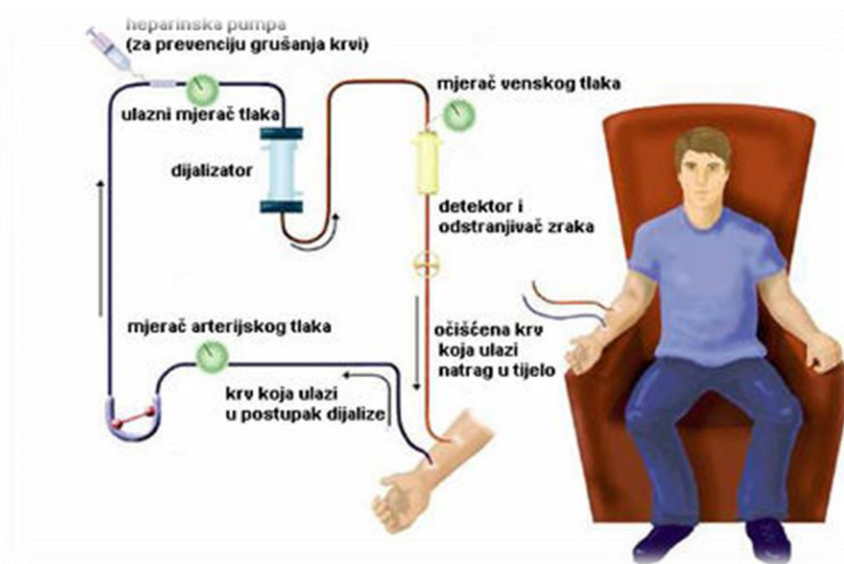 heparinska pumpa
(za prevenciju grušanja krvi)
ulazni mjerač tlaka
dijalizator
mjerač venskog tlaka
detektor i
odstranjivač zraka
mjerač arterijskog tlaka
krv koja ulazi
u postupak dijalize
očišćena krv
koja ulazi
natrag u tijelo